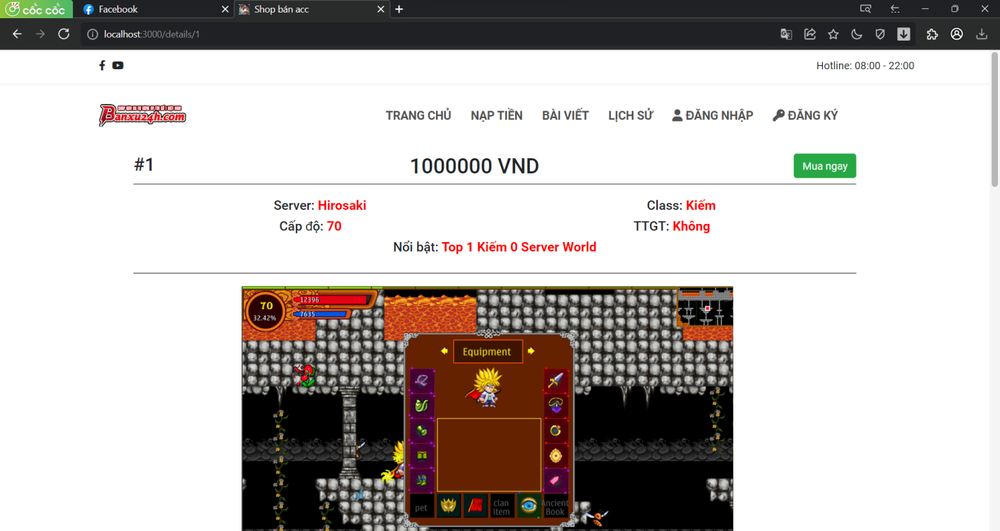 cốc cốc
Facebook
Shop bán acc
localhost:3000/details/1
Hotline: 08:00 - 22:00
Banxu24h.com
TRANG CHỦ
NẠP TIỀN
BÀI VIẾT
LỊCH SỬ
ĐĂNG NHẬP
ĐĂNG KÝ
#1
1000000 VND
Mua ngay
Server: Hirosaki
Class: Kiếm
Cấp độ: 70
TTGT: Không
Nổi bật: Top 1 Kiếm 0 Server World
70
32.42%
12396
7635
Equipment
pet
clan
item
Ancient
Book